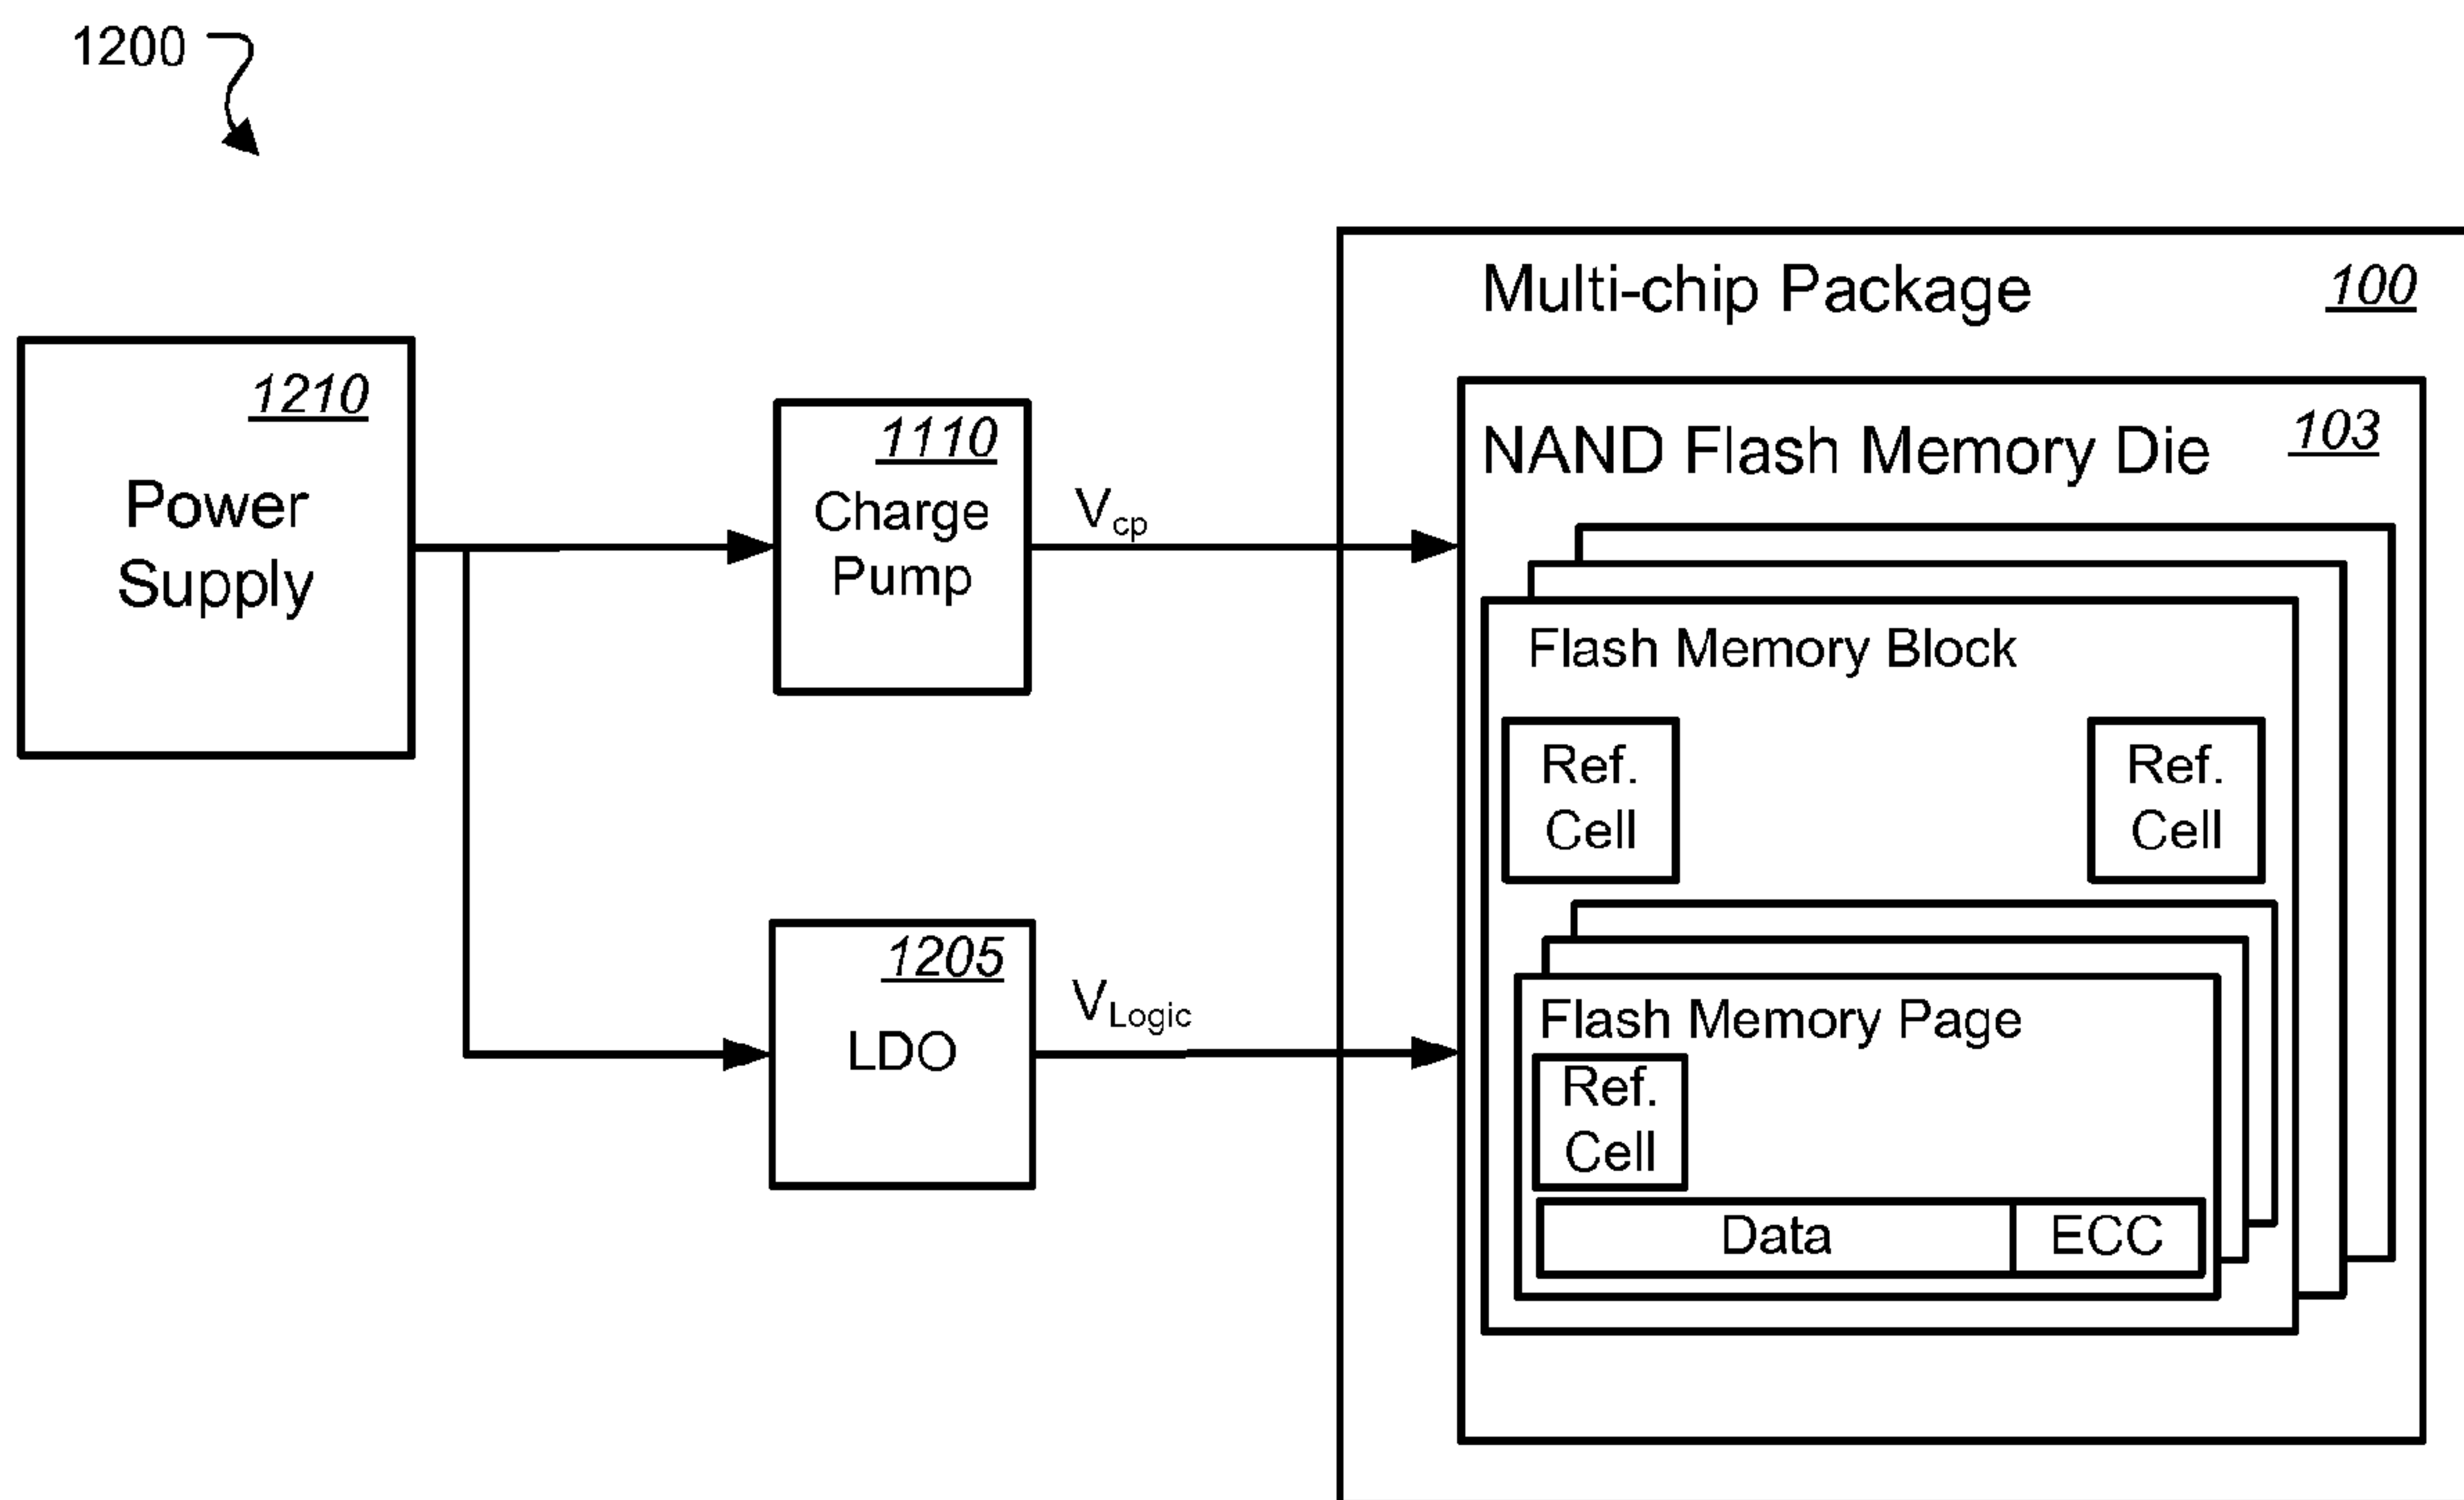 1200
Multi-chip Package
100
1210
Power
Supply
1110
Charge
Pump
Vcp
NAND Flash Memory Die
103
Flash Memory Block
Ref.
Cell
Ref.
Cell
1205
LDO
VLogic
Flash Memory Page
Ref.
Cell
Data
ECC